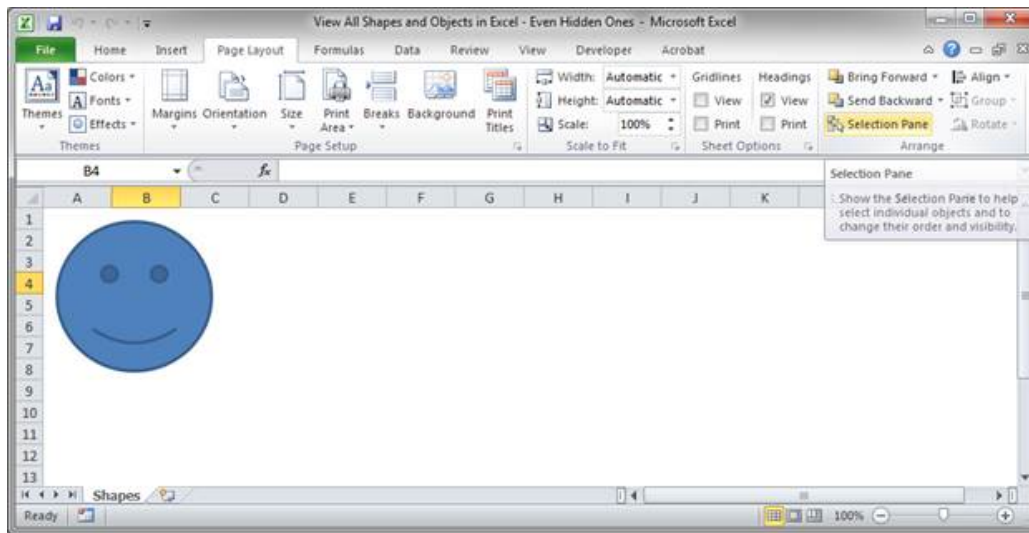 View All Shapes and Objects in Excel - Even Hidden Ones - Microsoft Excel
File Home Insert Page Layout Formulas Data Review View Developer Acrobat
Colors Width: Automatic Gridlines Headings Bring Forward Align
Aa A Fonts Height: Automatic View View Send Backward Group
Themes Effects Margins Orientation Size Print Area Breaks Background Print Titles Scale: 100% Print Print Selection Pane Rotate
Themes Page Setup Scale to Fit Sheet Options Arrange
B4 fx
Selection Pane
Show the Selection Pane to help
select individual objects and to
change their order and visibility.
A B C D E F G H I J K
1
2
3
4
5
6
7
8
9
10
11
12
13
Shapes
Ready 100%